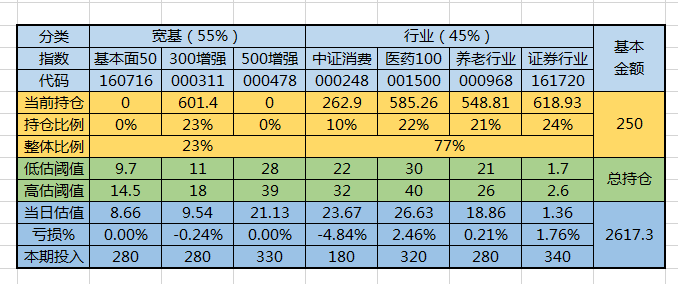 分类 宽基（55%） 行业（45%） 基本金额
指数 基本面50 300增强 500增强 中证消费 医药100 养老行业 证券行业
代码 160716 000311 000478 000248 001500 000968 161720
当前持仓 0 601.4 0 262.9 585.26 548.81 618.93 250
持仓比例 0% 23% 0% 10% 22% 21% 24%
整体比例 23% 77%
低估阈值 9.7 11 28 22 30 21 1.7 总持仓
高估阈值 14.5 18 39 32 40 26 2.6
当日估值 8.66 9.54 21.13 23.67 26.63 18.86 1.36 2617.3
亏损% 0.00% -0.24% 0.00% -4.84% 2.46% 0.21% 1.76%
本期投入 280 280 330 180 320 280 340